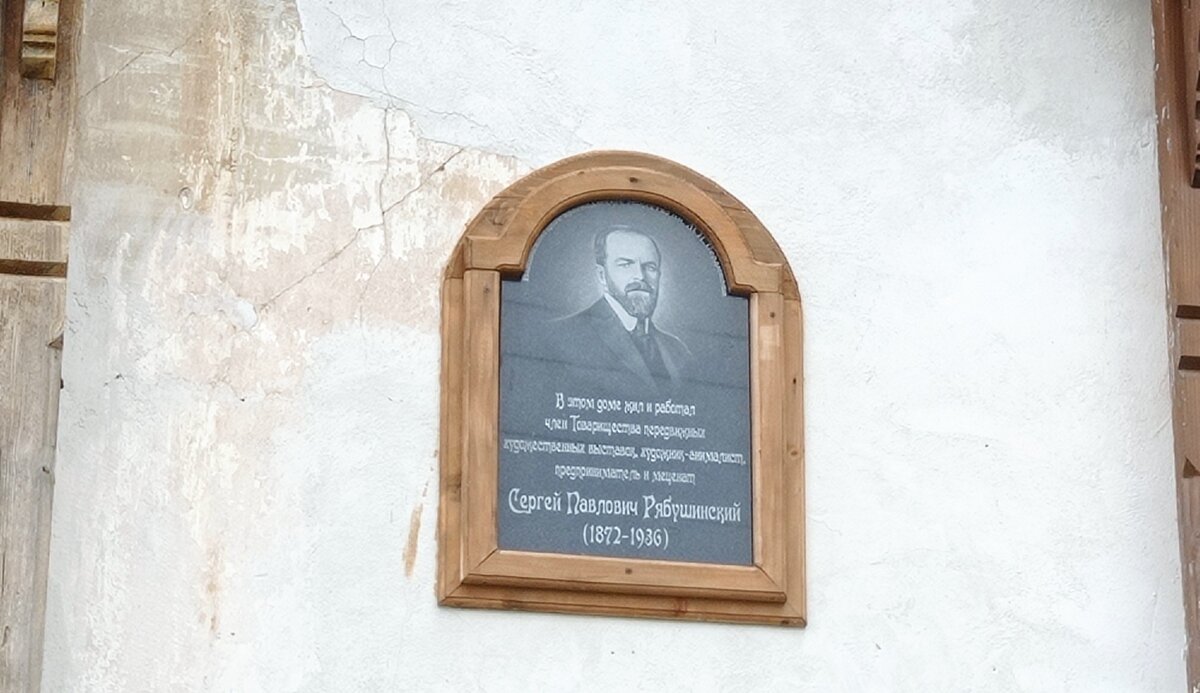 В этом доме жил и работал
член Товарищества передвижных
художественных выставок, художник-анималист,
предприниматель и меценат
Сергей Павлович Рябушинский
(1872-1936)